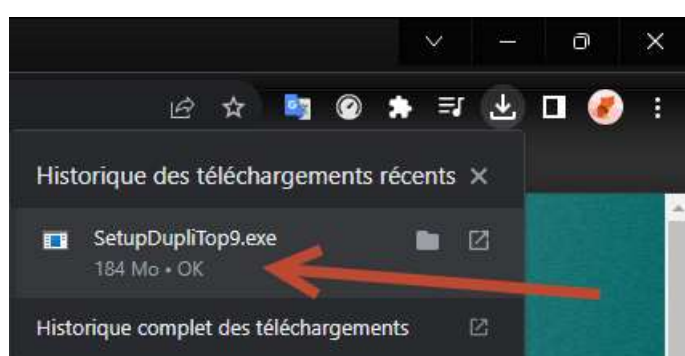 Historique des téléchargements récents
SetupDupliTop9.exe
184 Mo • OK
Historique complet des téléchargements